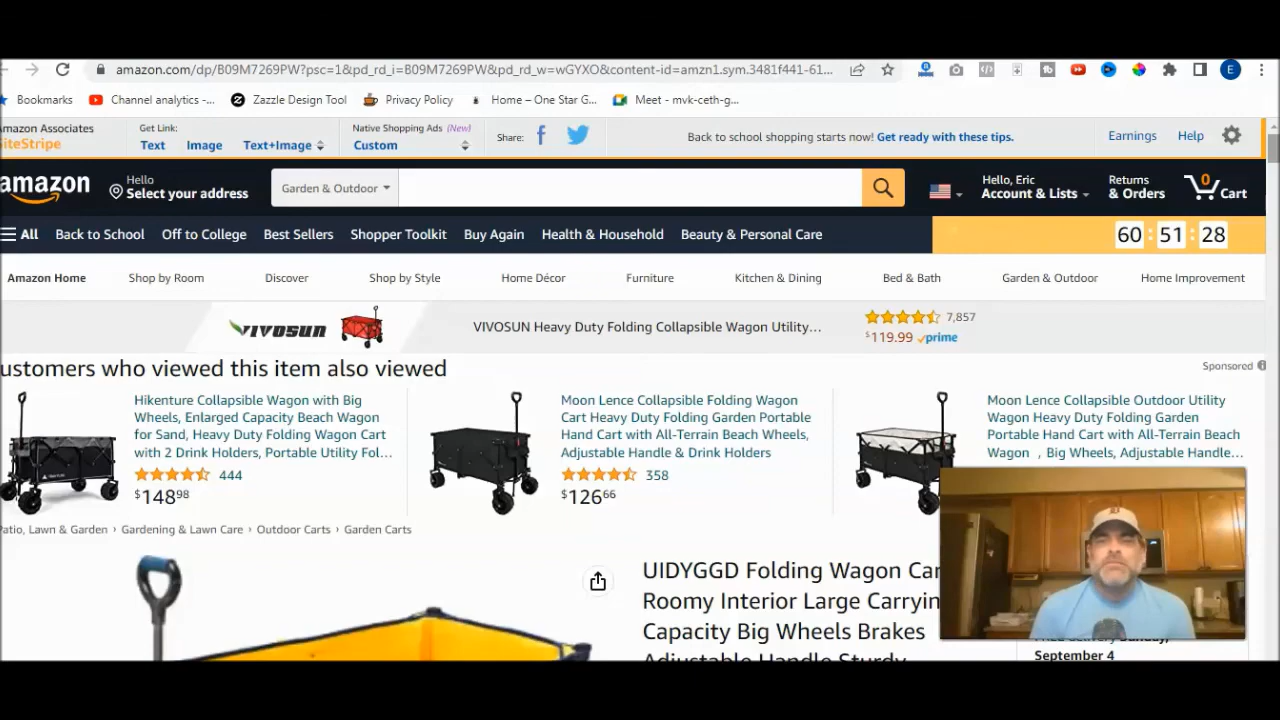 amazon.com/dp/B09M7269PW?psc=1&pd_rd_i=B09M7269PW&pd_rd_w=wGYXO&content-id=amzn1.sym.3481f441-61...
E
Bookmarks Channel analytics -... Zazzle Design Tool Privacy Policy Home – One Star G... Meet - mvk-ceth-g...
Amazon Associates
SiteStripe
Get Link:
Text Image Text+Image
Native Shopping Ads (New)
Custom
Share:
Back to school shopping starts now! Get ready with these tips.
Earnings Help
amazon
Hello
Select your address
Garden & Outdoor
Hello, Eric
Account & Lists
Returns
& Orders
0
Cart
All Back to School Off to College Best Sellers Shopper Toolkit Buy Again Health & Household Beauty & Personal Care
60 : 51 : 28
Amazon Home Shop by Room Discover Shop by Style Home Décor Furniture Kitchen & Dining Bed & Bath Garden & Outdoor Home Improvement
VIVOSUN
VIVOSUN Heavy Duty Folding Collapsible Wagon Utility...
7,857
$119.99 prime
ustomers who viewed this item also viewed
Sponsored
Hikenture Collapsible Wagon with Big
Wheels, Enlarged Capacity Beach Wagon
for Sand, Heavy Duty Folding Wagon Cart
with 2 Drink Holders, Portable Utility Fol...
444
$14898
Moon Lence Collapsible Folding Wagon
Cart Heavy Duty Folding Garden Portable
Hand Cart with All-Terrain Beach Wheels,
Adjustable Handle & Drink Holders
358
$12666
Moon Lence Collapsible Outdoor Utility
Wagon Heavy Duty Folding Garden
Portable Hand Cart with All-Terrain Beach
Wagon , Big Wheels, Adjustable Handle...
Patio, Lawn & Garden › Gardening & Lawn Care › Outdoor Carts › Garden Carts
UIDYGGD Folding Wagon Car
Roomy Interior Large Carryin
Capacity Big Wheels Brakes
Adjustable Handle Sturdy
FREE delivery Sunday,
September 4